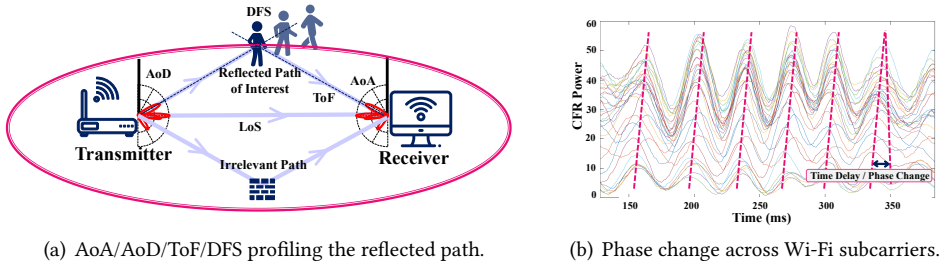 DFS
AoD
Reflected Path
of Interest
AoA
ToF
LoS
Transmitter
Receiver
Irrelevant Path
(a) AoA/AoD/ToF/DFS profiling the reflected path.
CFR Power
60
50
40
30
20
10
0
Time Delay / Phase Change
150 200 250 300 350
Time (ms)
(b) Phase change across Wi-Fi subcarriers.